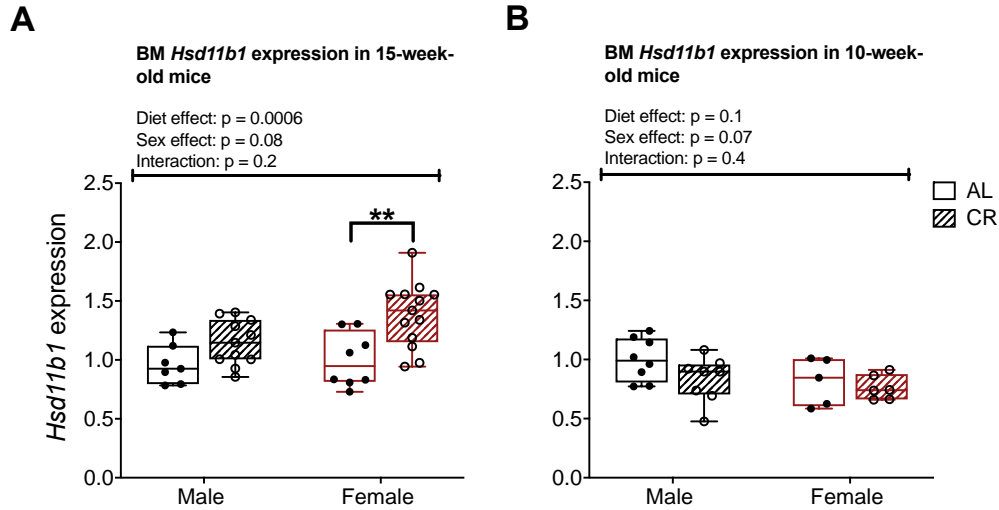 A
BM Hsd11b1 expression in 15-week-
old mice
Diet effect: p = 0.0006
Sex effect: p = 0.08
Interaction: p = 0.2
Hsd11b1 expression
2.5
2.0
1.5
1.0
0.5
0.0
**
Male
Female
B
BM Hsd11b1 expression in 10-week-
old mice
Diet effect: p = 0.1
Sex effect: p = 0.07
Interaction: p = 0.4
2.5
2.0
1.5
1.0
0.5
0.0
Male
Female
AL
CR